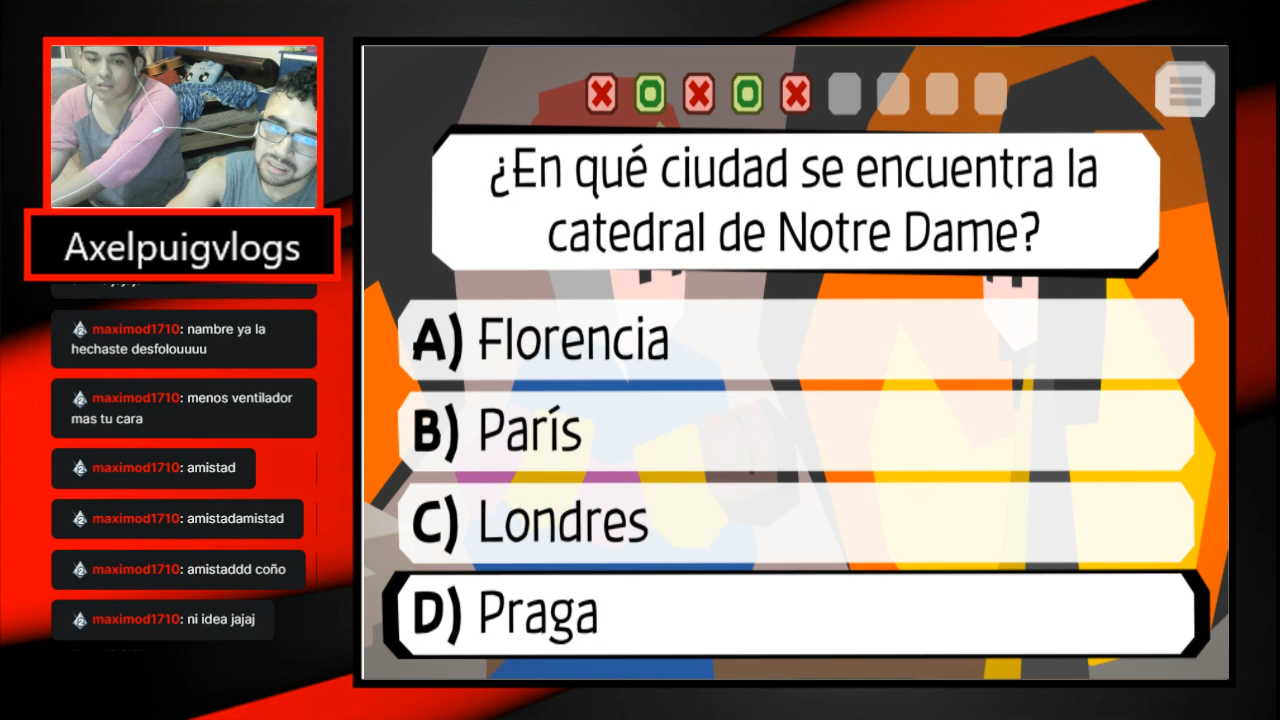 ¿En qué ciudad se encuentra la
catedral de Notre Dame?
A) Florencia
B) París
C) Londres
D) Praga
Axelpuigvlogs
maximod1710: nambre ya la
hechaste desfolouuuu
maximod1710: menos ventilador
mas tu cara
maximod1710: amistad
maximod1710: amistadamistad
maximod1710: amistaddd coño
maximod1710: ni idea jajaj